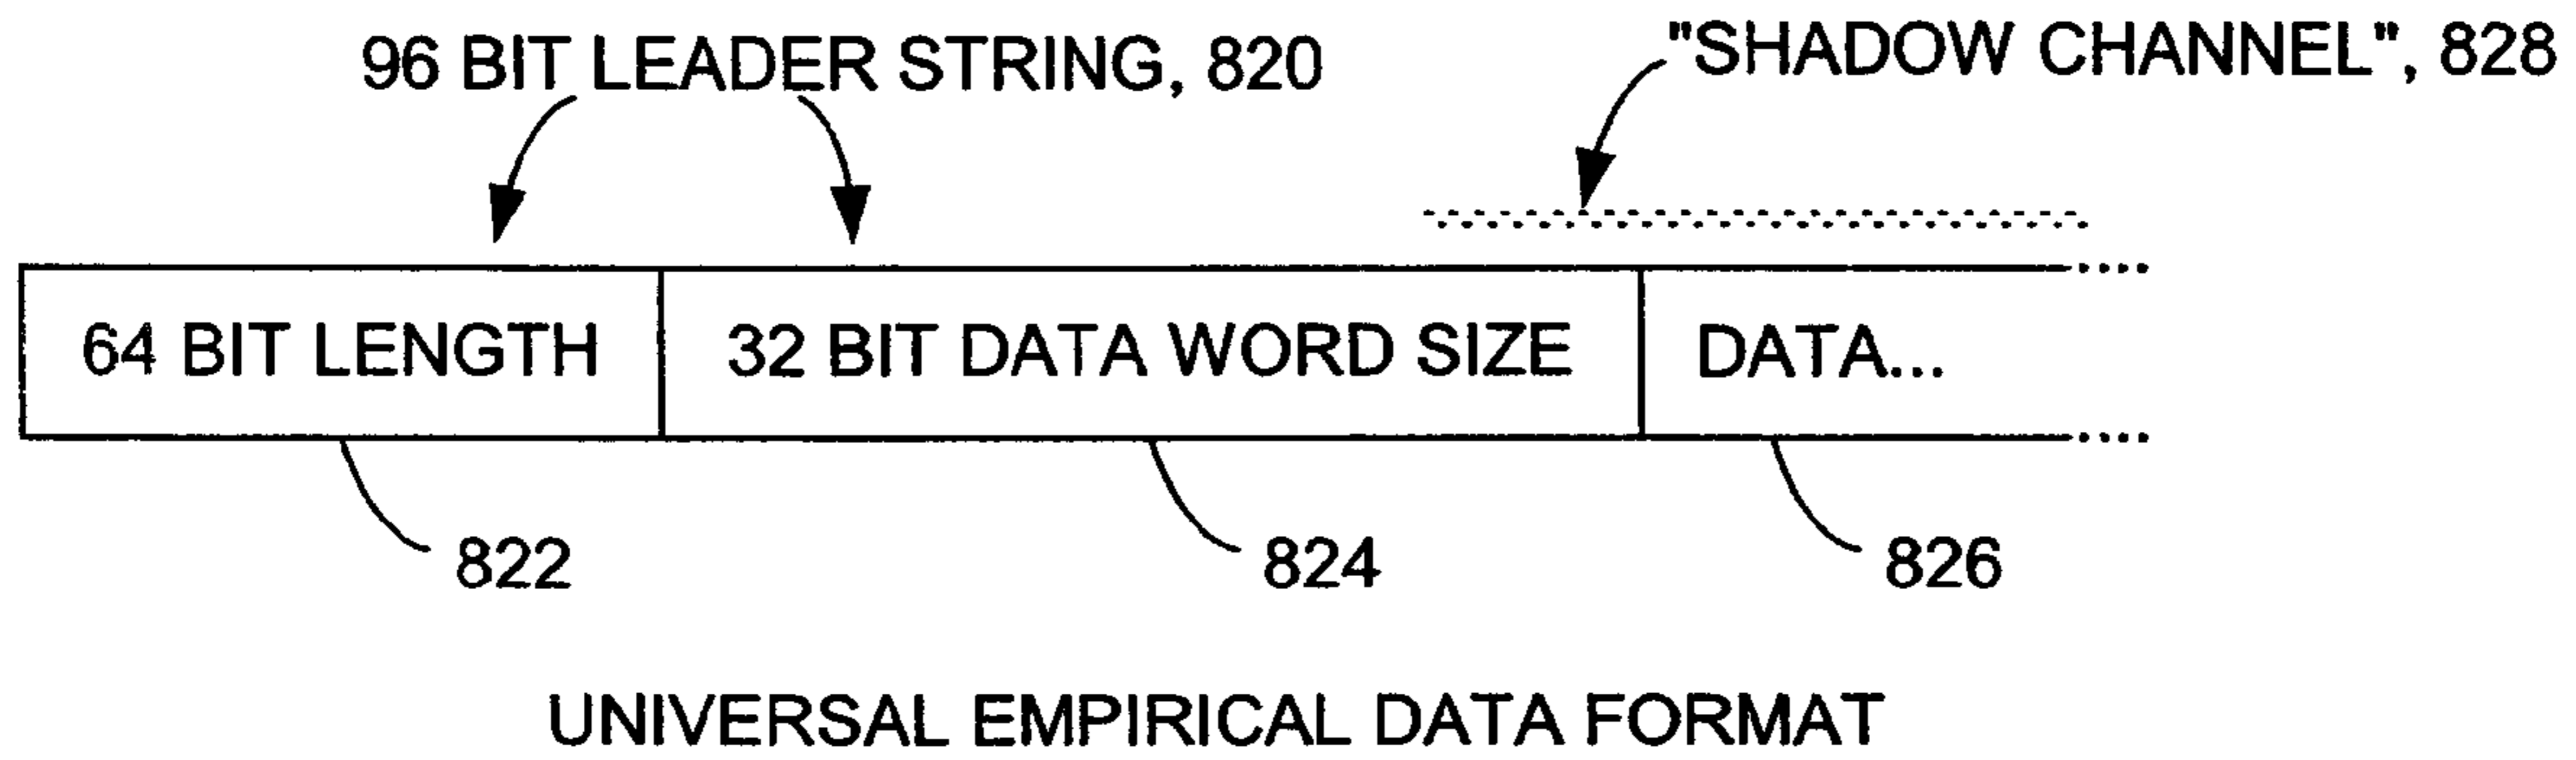 96 BIT LEADER STRING, 820
"SHADOW CHANNEL", 828
64 BIT LENGTH
32 BIT DATA WORD SIZE
DATA...
822
824
826
UNIVERSAL EMPIRICAL DATA FORMAT